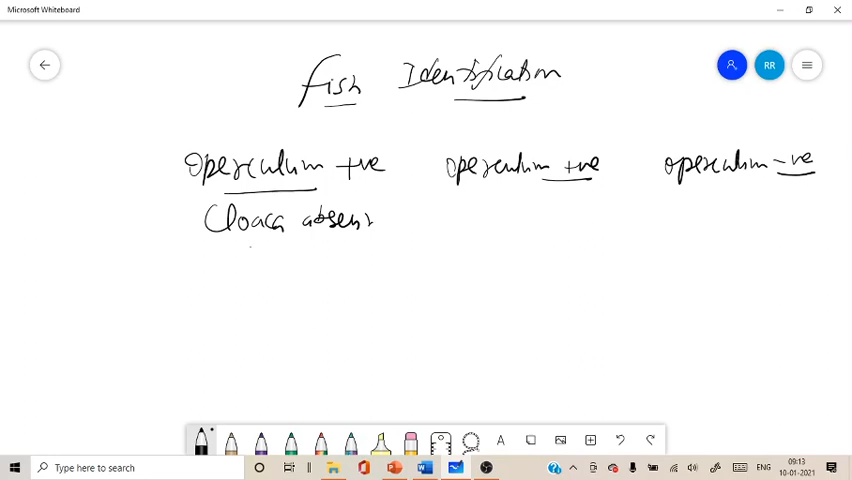 Microsoft Whiteboard
RR
fish Identification
Operculum +ve operculum +ve operculum -ve
Cloaca absent
A
Type here to search
ENG
09:13
10-01-2021